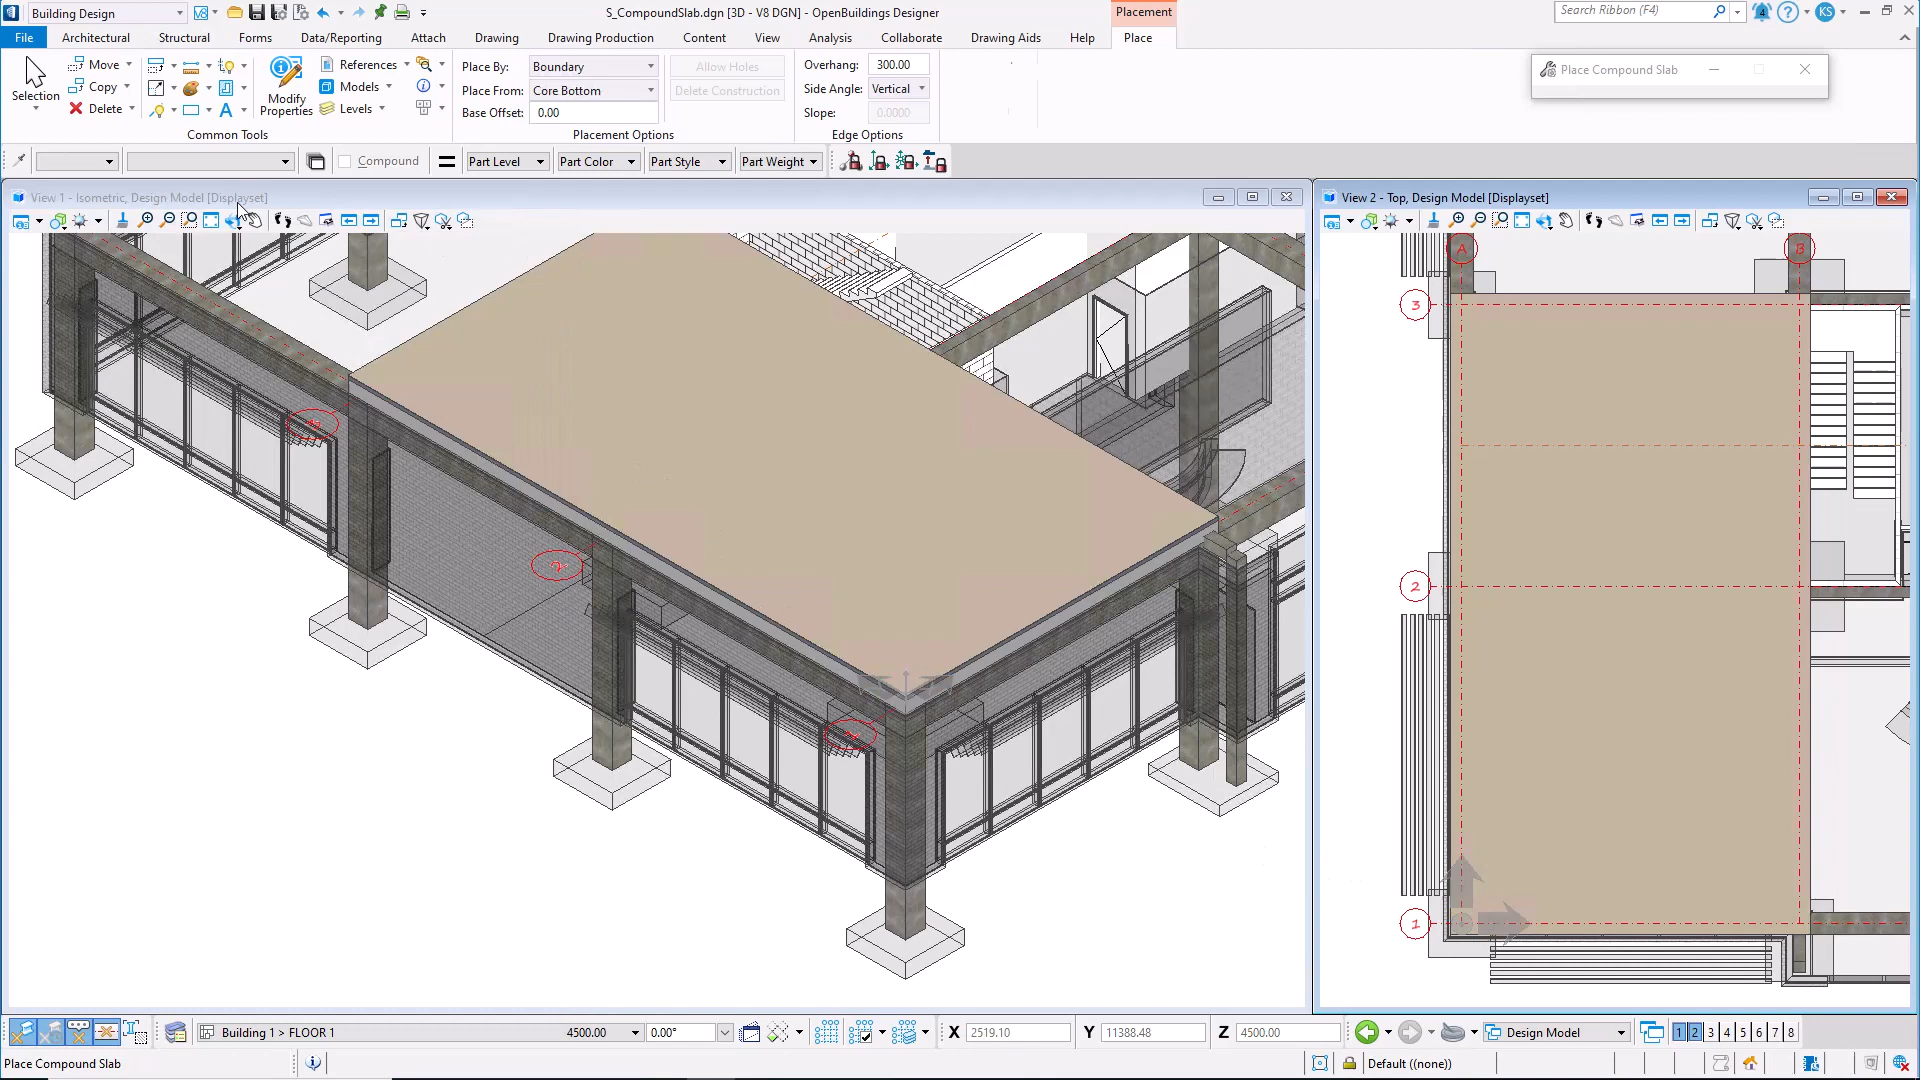 Building Design
S_CompoundSlab.dgn [3D - V8 DGN] - OpenBuildings Designer
Placement
Search Ribbon (F4)
4
KS
File
Architectural
Structural
Forms
Data/Reporting
Attach
Drawing
Drawing Production
Content
View
Analysis
Collaborate
Drawing Aids
Help
Place
Selection
Move
Copy
Delete
Modify
Properties
References
Models
Levels
Common Tools
Place By: Boundary
Place From: Core Bottom
Base Offset: 0.00
Allow Holes
Delete Construction
Placement Options
Overhang: 300.00
Side Angle: Vertical
Slope: 0.0000
Edge Options
Place Compound Slab
Compound
Part Level
Part Color
Part Style
Part Weight
View 1 - Isometric, Design Model [Displayset]
View 2 - Top, Design Model [Displayset]
A
B
3
2
1
2
Building 1 > FLOOR 1
4500.00
0.00°
X 2519.10
Y 11388.48
Z 4500.00
Design Model
1 2 3 4 5 6 7 8
Place Compound Slab
Default ((none))